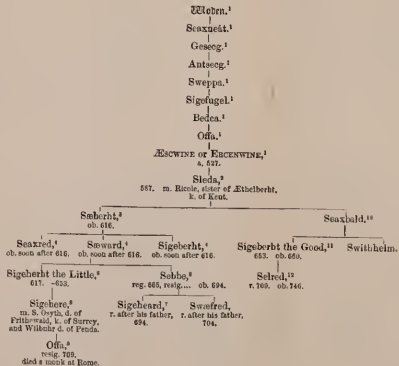 Woden.¹
Seaxneát.¹
Gesecg.¹
Antsecg.¹
Sweppa.¹
Sigefugel.¹
Bedca.¹
Offa.¹
ÆSCWINE OR ERCENWINE,¹
a. 527.
Sleda,²
587. m. Ricole, sister of Æthelberht,
k. of Kent.
Sæberht,³ Seaxbald.¹⁰
ob. 616.
Seaxred,⁴ Sæward,⁴ Sigeberht,⁴ Sigeberht the Good,¹¹ Swithhelm.
ob. soon after 616. ob. soon after 616. ob. soon after 616. 653. ob. 660.
Sigeberht the Little,⁵ Sebbe,⁶ Selred,¹²
617. -653. reg. 665, resig.... ob. 694. r. 709. ob. 746.
Sigehere,⁸ Sigeheard,⁷ Swæfred,
m. S. Osyth, d. of r. after his father, r. after his father,
Frithewald, k. of Surrey, 694. 704.
and Wilburh d. of Penda.
Offa,⁹
resig. 709,
died a monk at Rome.